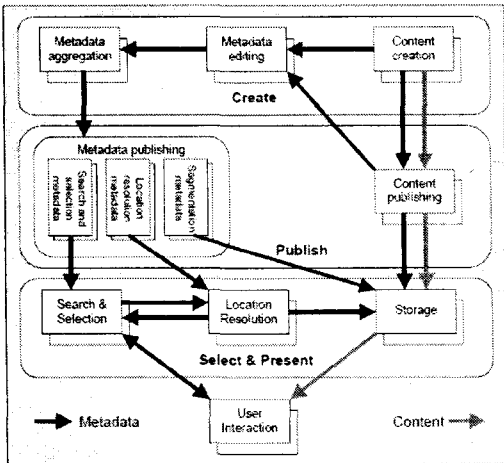 Metadata
aggregation
Metadata
editing
Content
creation
Create
Metadata publishing
Search and
selection
metadata
Location
resolution
metadata
Segmentation
metadata
Content
publishing
Publish
Search &
Selection
Location
Resolution
Storage
Select & Present
User
Interaction
Metadata
Content